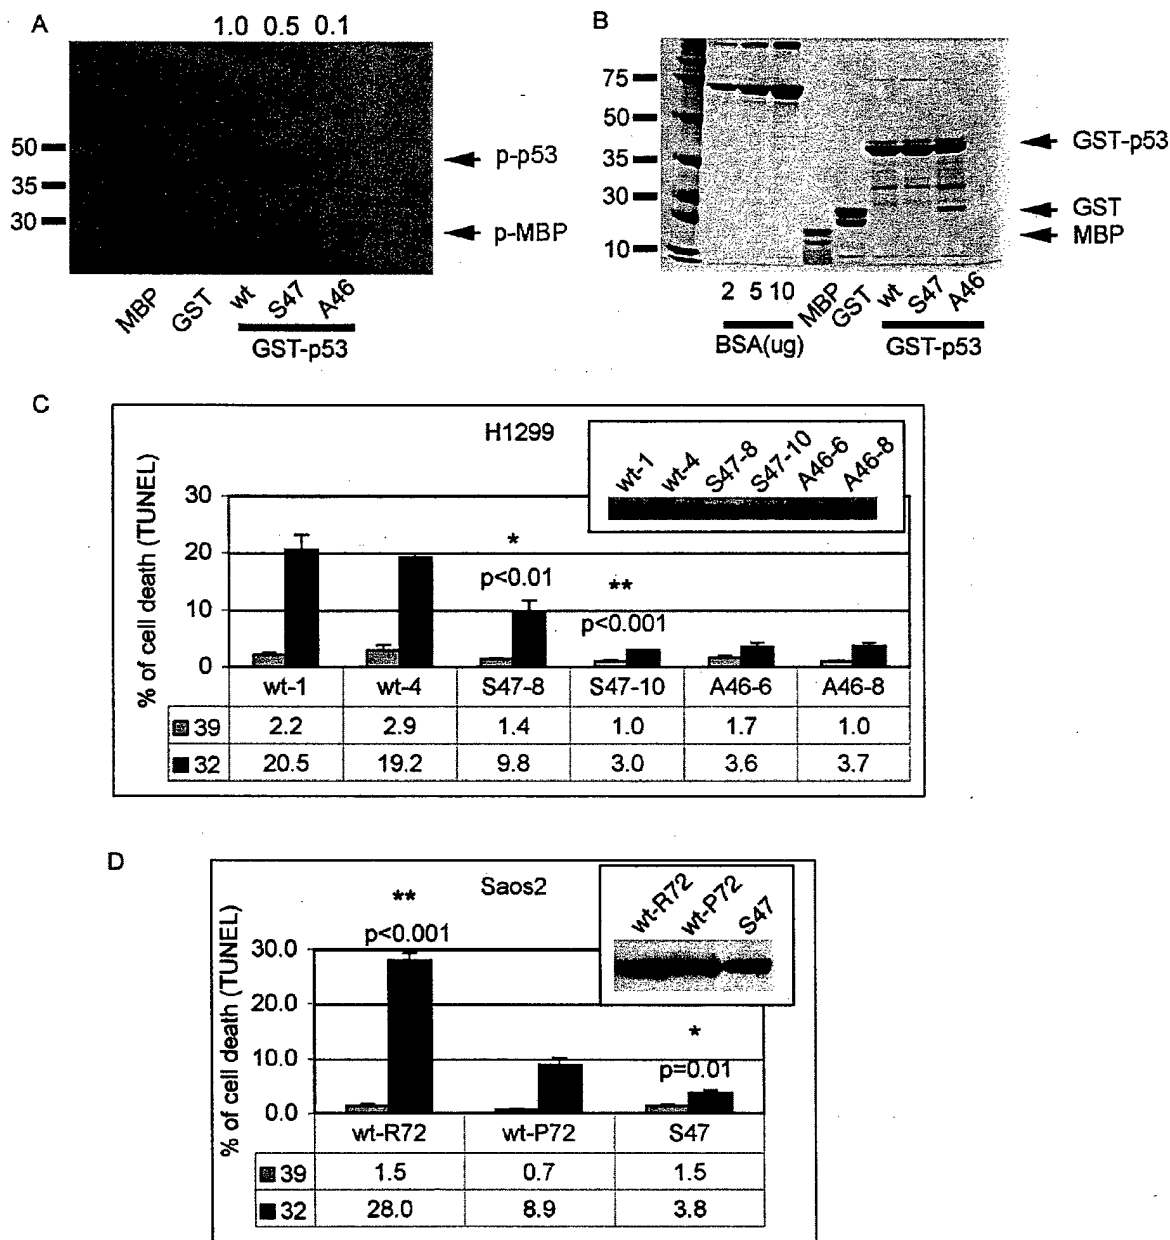 A
1.0 0.5 0.1
50
35
30
p-p53
p-MBP
MBP GST wt S47 A46
GST-p53
B
75
50
35
30
10
GST-p53
GST
MBP
2 5 10 MBP GST wt S47 A46
BSA(ug) GST-p53
C
H1299
wt-1 wt-4 S47-8 S47-10 A46-6 A46-8
% of cell death (TUNEL)
30
20
10
0
*
p<0.01
**
p<0.001
wt-1 wt-4 S47-8 S47-10 A46-6 A46-8
39 2.2 2.9 1.4 1.0 1.7 1.0
32 20.5 19.2 9.8 3.0 3.6 3.7
D
Saos2
wt-R72 wt-P72 S47
% of cell death (TUNEL)
**
p<0.001
30.0
20.0
10.0
0.0
*
p=0.01
wt-R72 wt-P72 S47
39 1.5 0.7 1.5
32 28.0 8.9 3.8